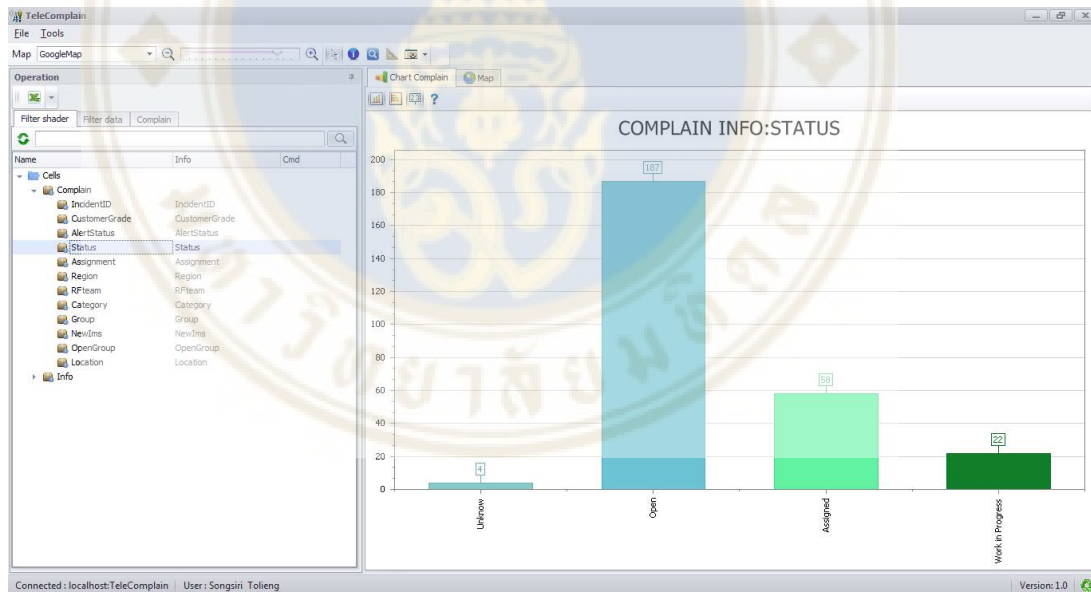 TeleComplain
File Tools
Map GoogleMap
Operation
Filter shader Filter data Complain
Name Info Cmd
Cells
Complain
IncidentID IncidentID
CustomerGrade CustomerGrade
AlertStatus AlertStatus
Status Status
Assignment Assignment
Region Region
RFteam RFteam
Category Category
Group Group
NewIms NewIms
OpenGroup OpenGroup
Location Location
Info
Chart Complain Map
COMPLAIN INFO:STATUS
200
180
160
140
120
100
80
60
40
20
0
4
187
58
22
Unknow
Open
Assigned
Work in Progress
Connected : localhost:TeleComplain User : Songsiri Tolieng Version: 1.0